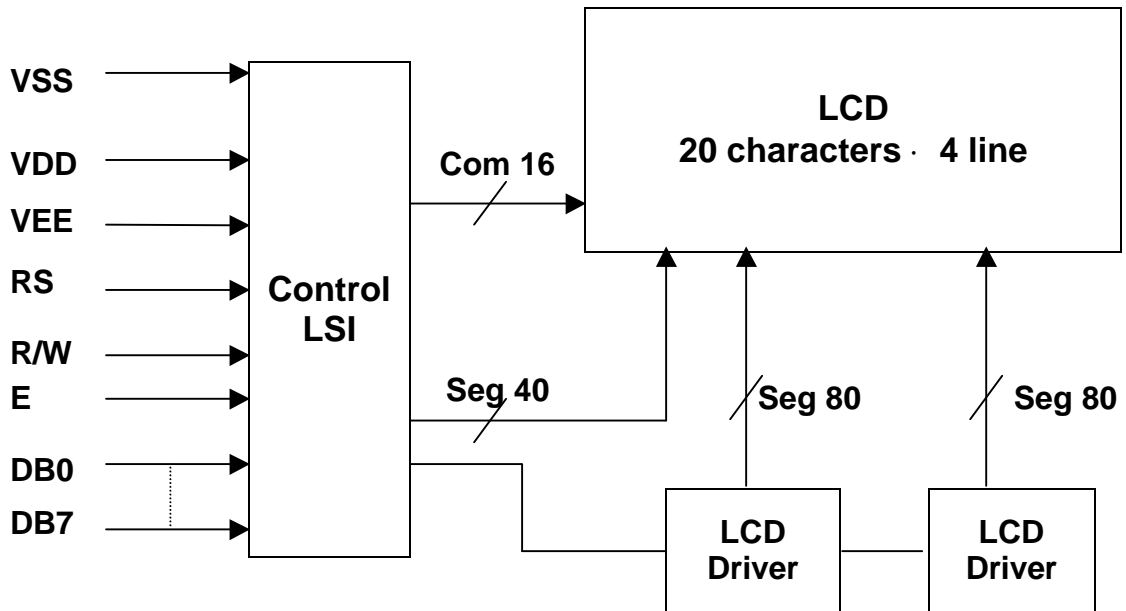 VSS
VDD
VEE
RS
R/W
E
DB0
DB7
Control
LSI
Com 16
Seg 40
LCD
20 characters · 4 line
Seg 80
Seg 80
LCD
Driver
LCD
Driver